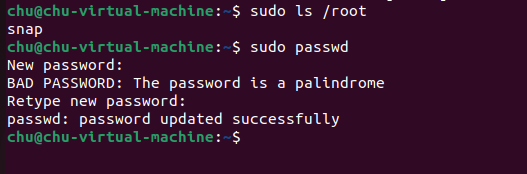 chu@chu-virtual-machine:~$ sudo ls /root
snap
chu@chu-virtual-machine:~$ sudo passwd
New password:
BAD PASSWORD: The password is a palindrome
Retype new password:
passwd: password updated successfully
chu@chu-virtual-machine:~$